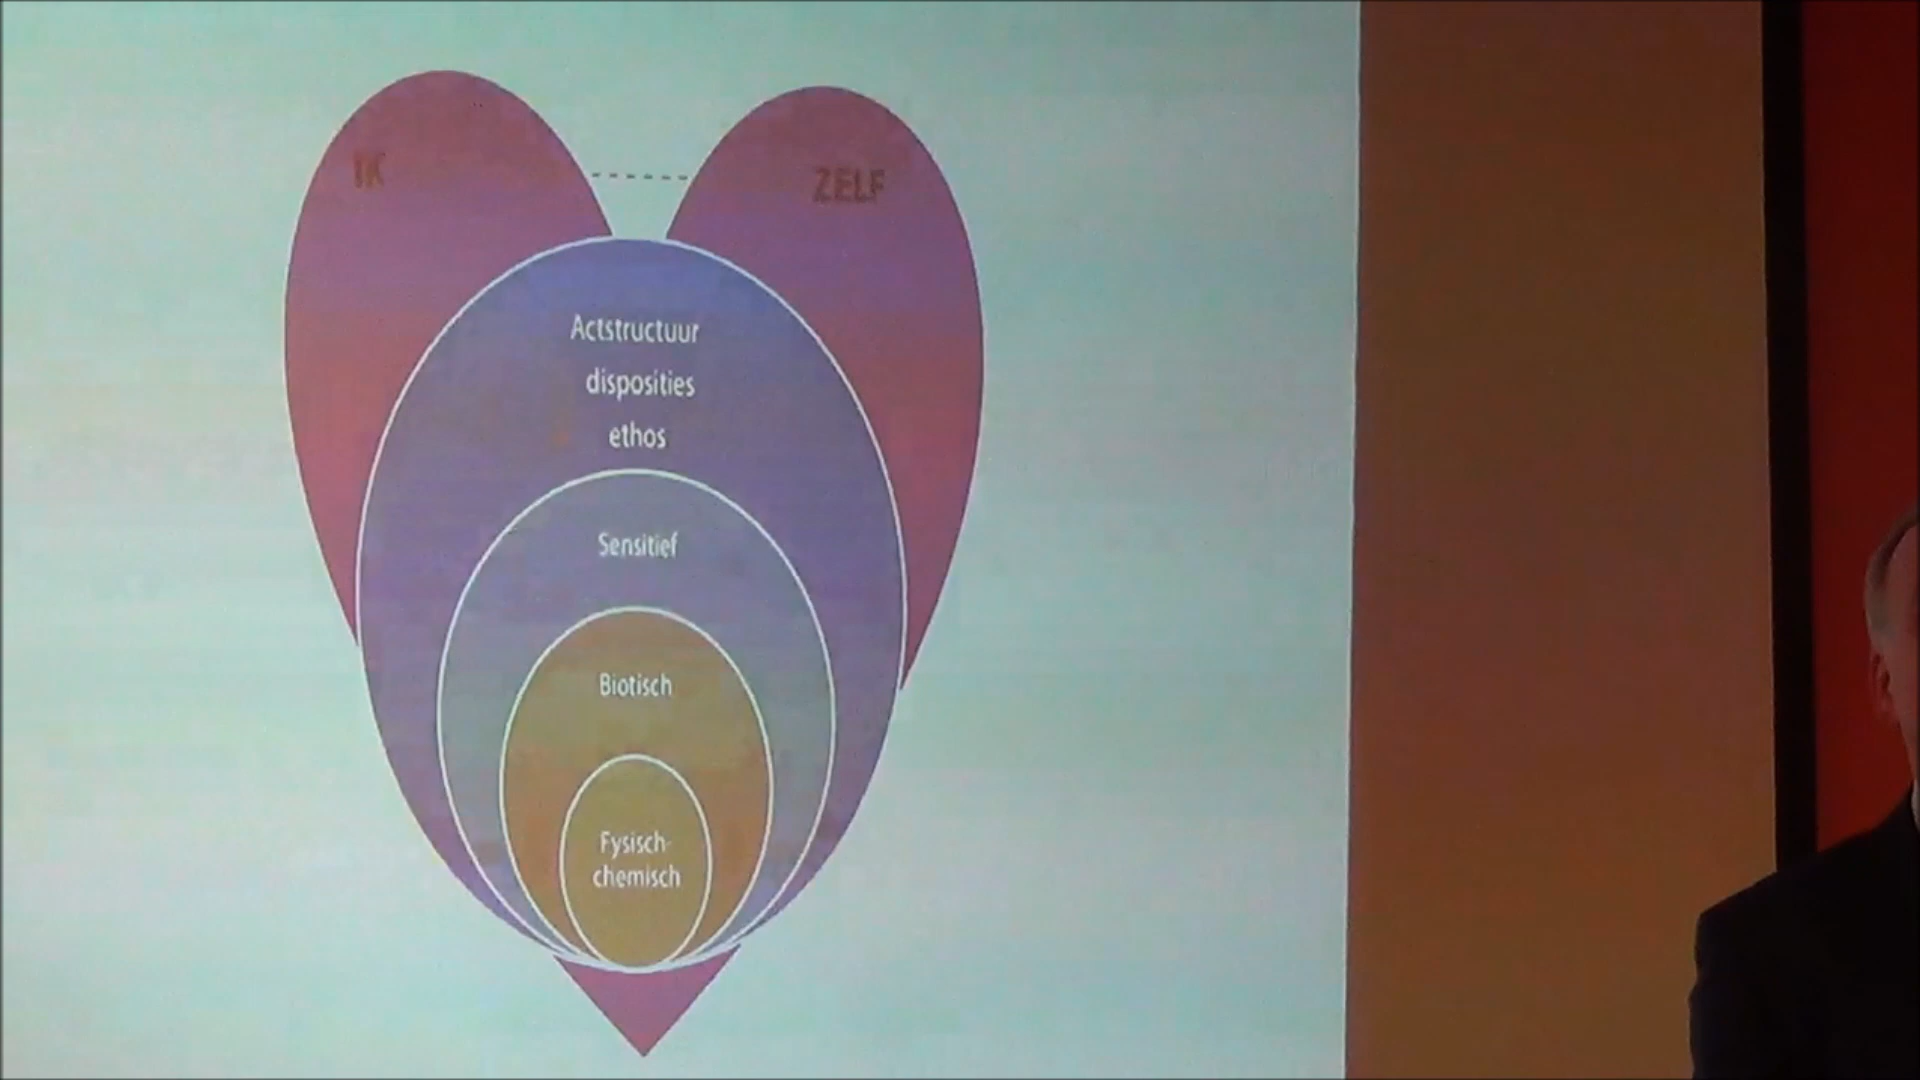 IK
ZELF
Actstructuur
disposities
ethos
Sensitief
Biotisch
Fysisch-
chemisch